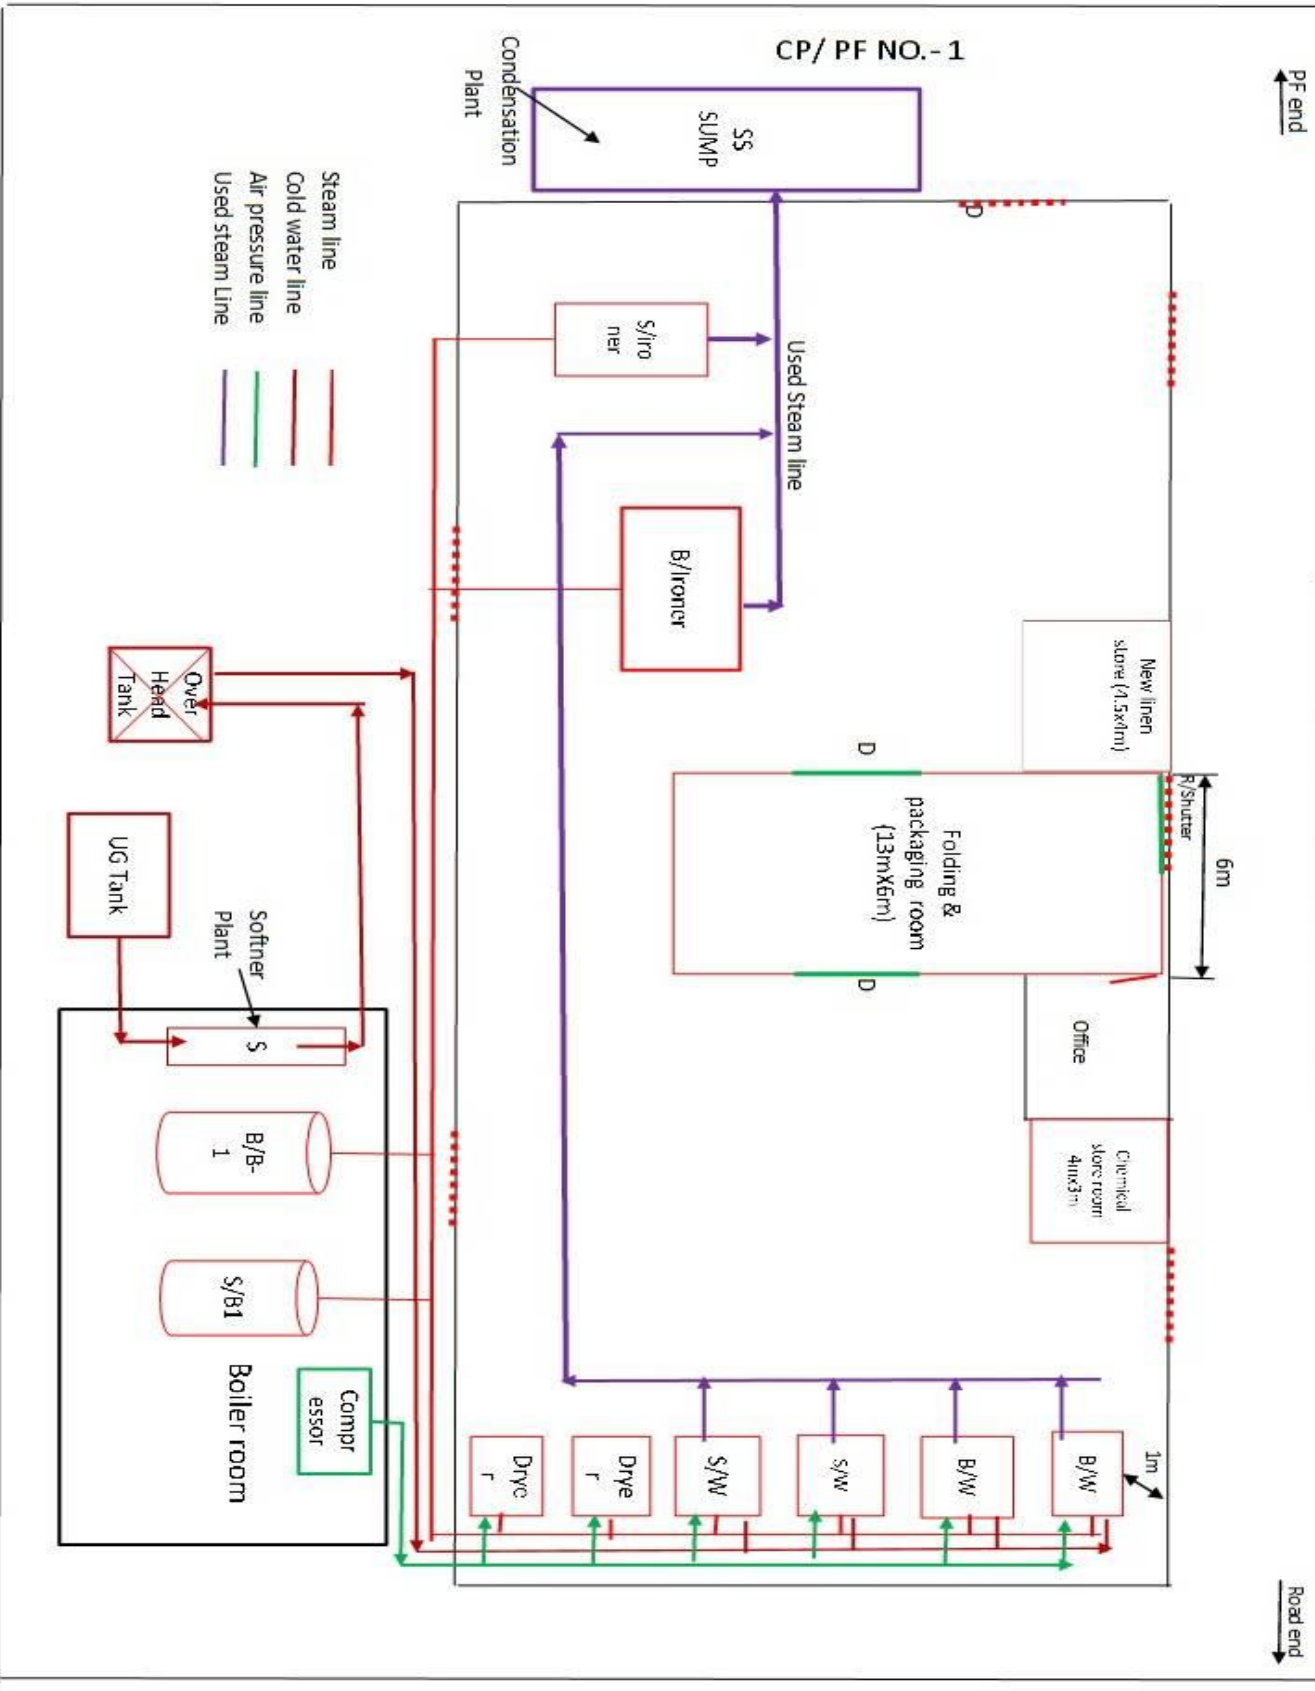 CP/ PF NO.- 1
PF end
Condensation
Plant
SS
SUMP
D
Steam line
Cold water line
Air pressure line
Used steam Line
S/iro
ner
Used Steam line
B/Ironer
New linen
store (4.5x4m)
R/Shutter
6m
D
Folding &
packaging room
(13mX6m)
D
Over
Head
Tank
UG Tank
Softner
Plant
S
Office
Chemical
store room
4mx3m
B/B-
1
S/B1
Boiler room
Compr
essor
Drye
r
Drye
r
S/W
S/W
B/W
B/W
1m
Road end